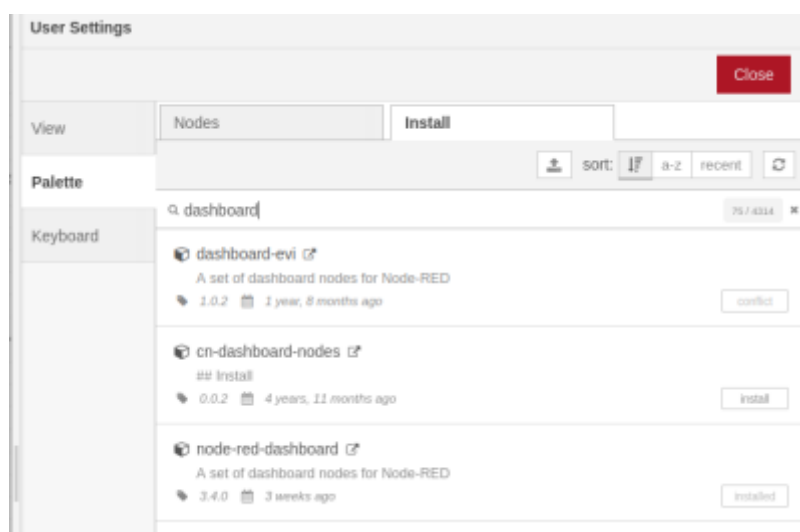 User Settings
Close
View
Palette
Keyboard
Nodes
Install
sort: a-z recent
dashboard
75 / 4314
dashboard-evi
A set of dashboard nodes for Node-RED
1.0.2 1 year, 8 months ago
conflict
cn-dashboard-nodes
## Install
0.0.2 4 years, 11 months ago
install
node-red-dashboard
A set of dashboard nodes for Node-RED
3.4.0 3 weeks ago
installed